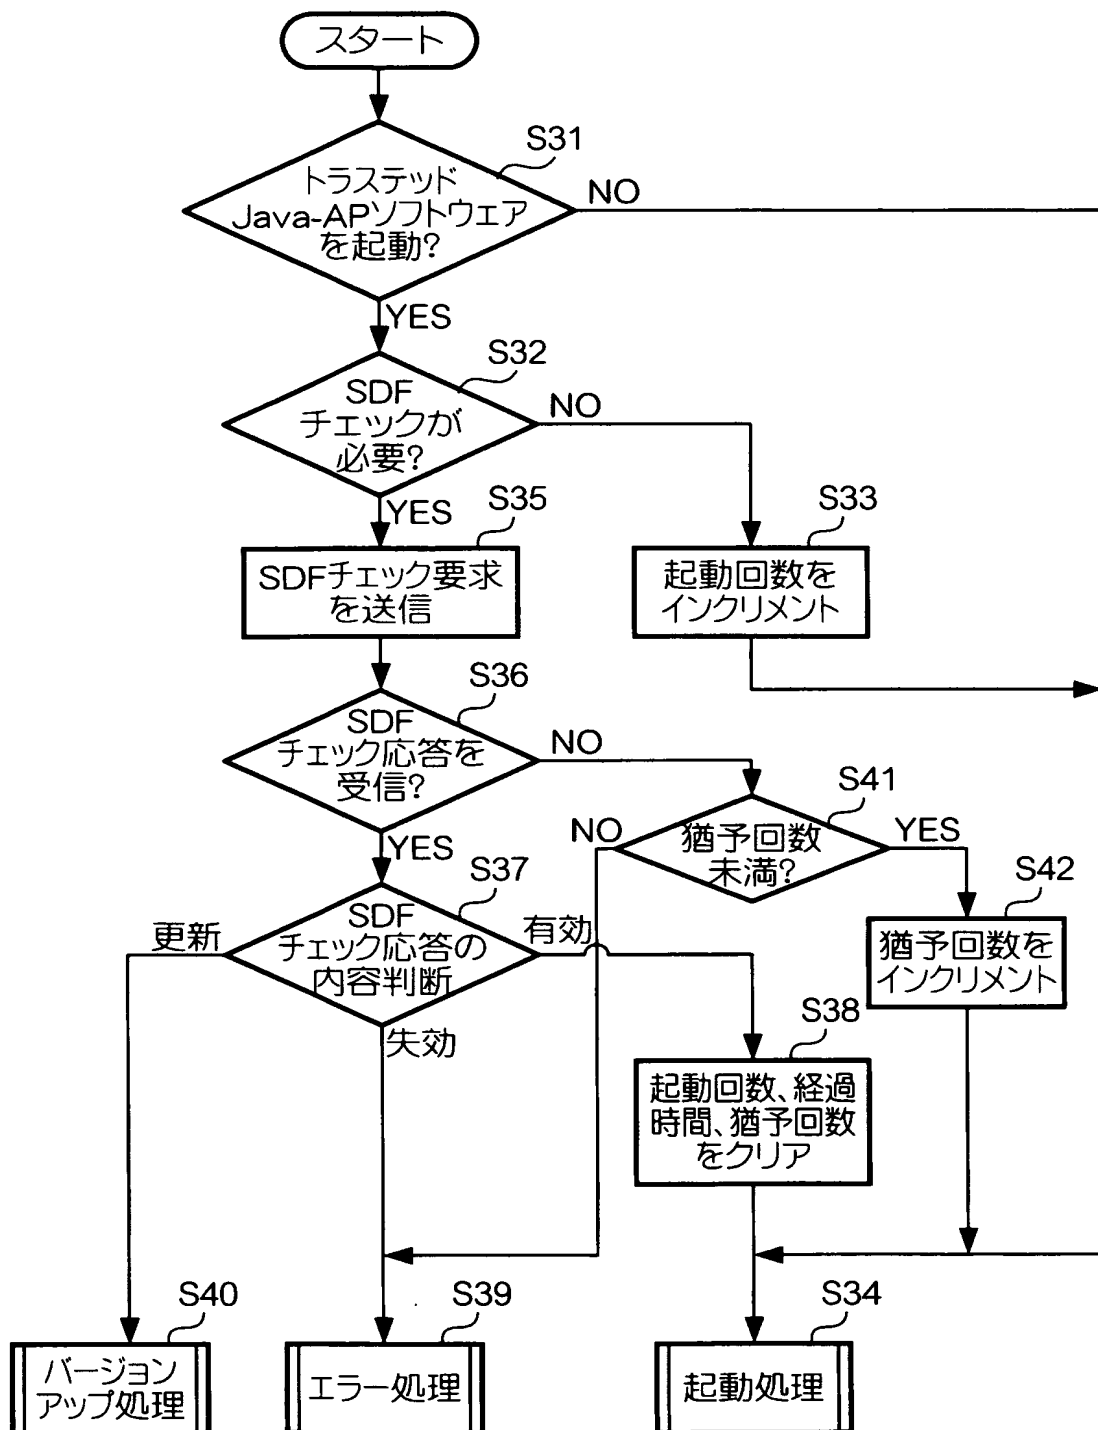 スタート
S31
トラステッド
Java-APソフトウェア
を起動?
NO
YES
S32
SDF
チェックが
必要?
NO
YES
S35
SDFチェック要求
を送信
S33
起動回数を
インクリメント
S36
SDF
チェック応答を
受信?
NO
YES
S41
猶予回数
未満?
NO
YES
S37
SDF
チェック応答の
内容判断
更新
有効
失効
S42
猶予回数を
インクリメント
S38
起動回数、経過
時間、猶予回数
をクリア
S40
バージョン
アップ処理
S39
エラー処理
S34
起動処理